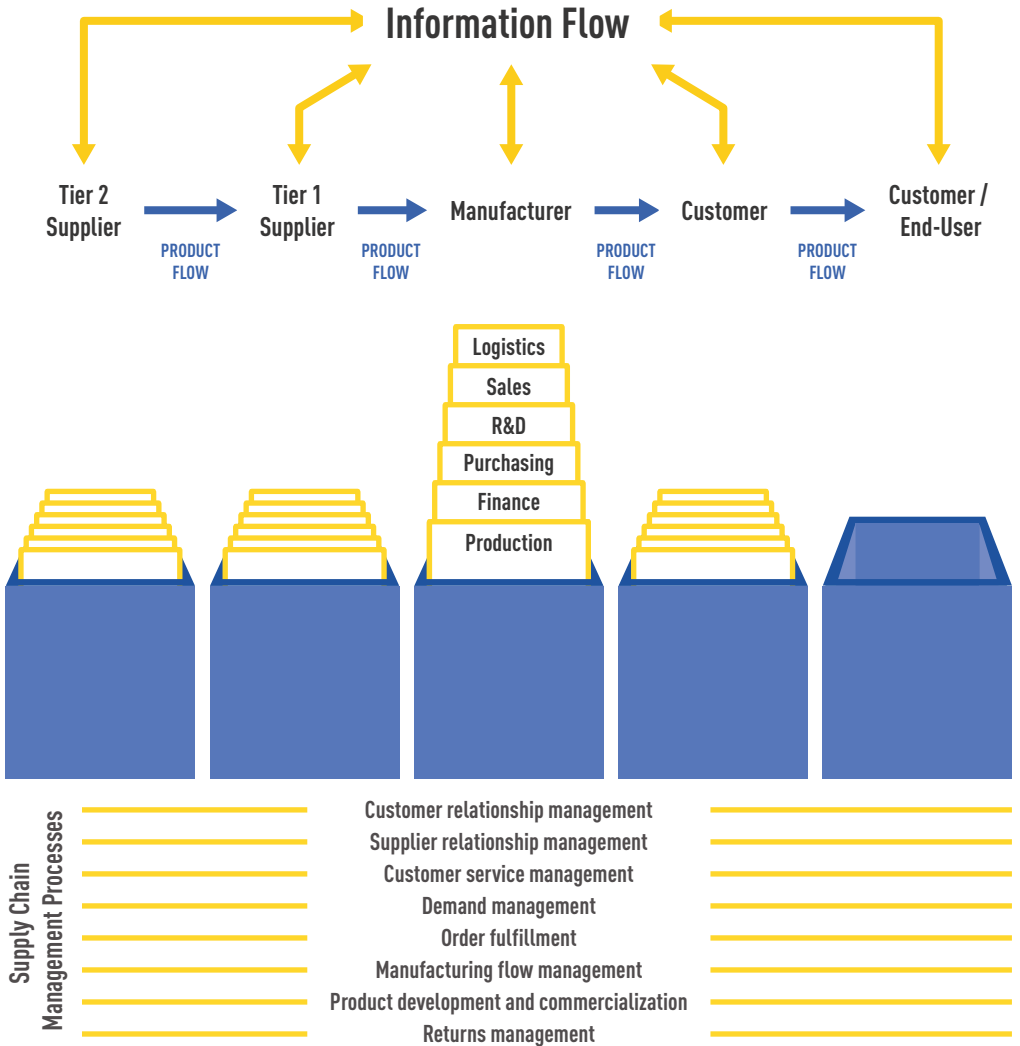 Information Flow
Tier 2
Supplier
Tier 1
Supplier
Manufacturer
Customer
Customer /
End-User
PRODUCT
FLOW
PRODUCT
FLOW
PRODUCT
FLOW
PRODUCT
FLOW
Logistics
Sales
R&D
Purchasing
Finance
Production
Supply Chain
Management Processes
Customer relationship management
Supplier relationship management
Customer service management
Demand management
Order fulfillment
Manufacturing flow management
Product development and commercialization
Returns management